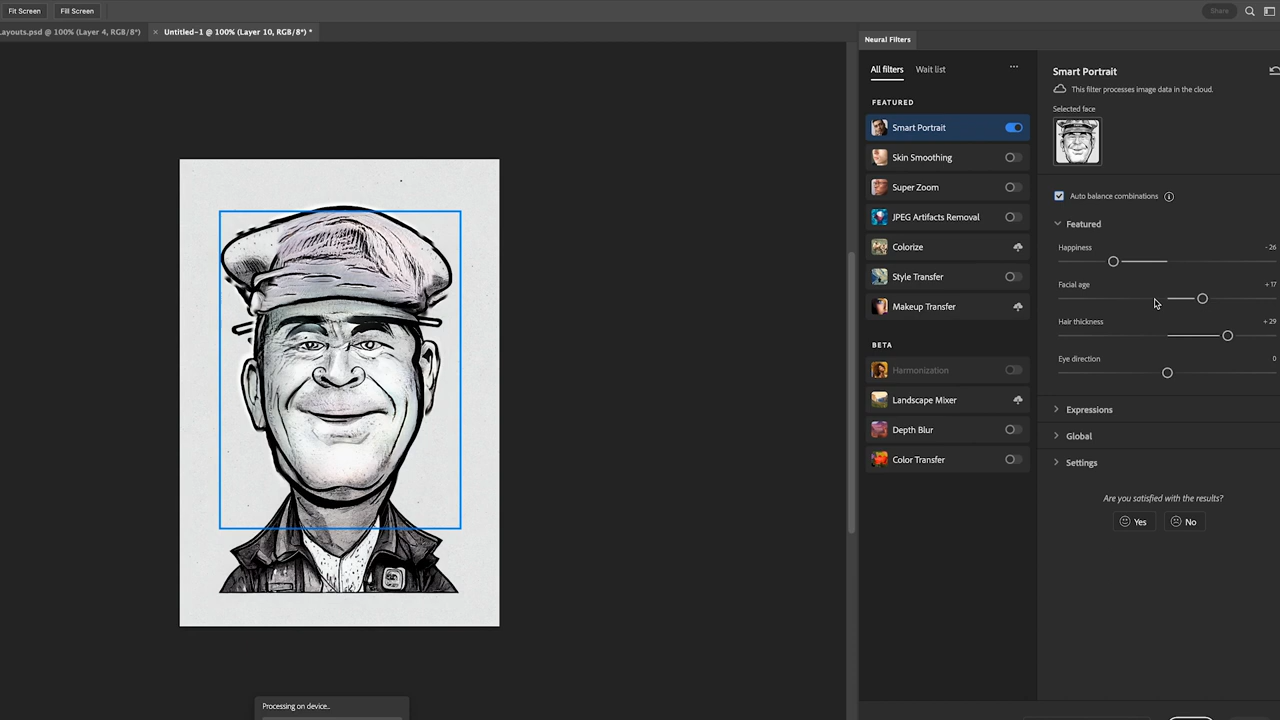 Fit Screen Fill Screen Share
Layouts.psd @ 100% (Layer 4, RGB/8*) × Untitled-1 @ 100% (Layer 10, RGB/8*) *
Neural Filters
All filters Wait list ...
FEATURED
Smart Portrait
Skin Smoothing
Super Zoom
JPEG Artifacts Removal
Colorize
Style Transfer
Makeup Transfer
BETA
Harmonization
Landscape Mixer
Depth Blur
Color Transfer
Smart Portrait
This filter processes image data in the cloud.
Selected face
Auto balance combinations
Featured
Happiness -26
Facial age +17
Hair thickness +29
Eye direction 0
Expressions
Global
Settings
Are you satisfied with the results?
Yes No
Processing on device..